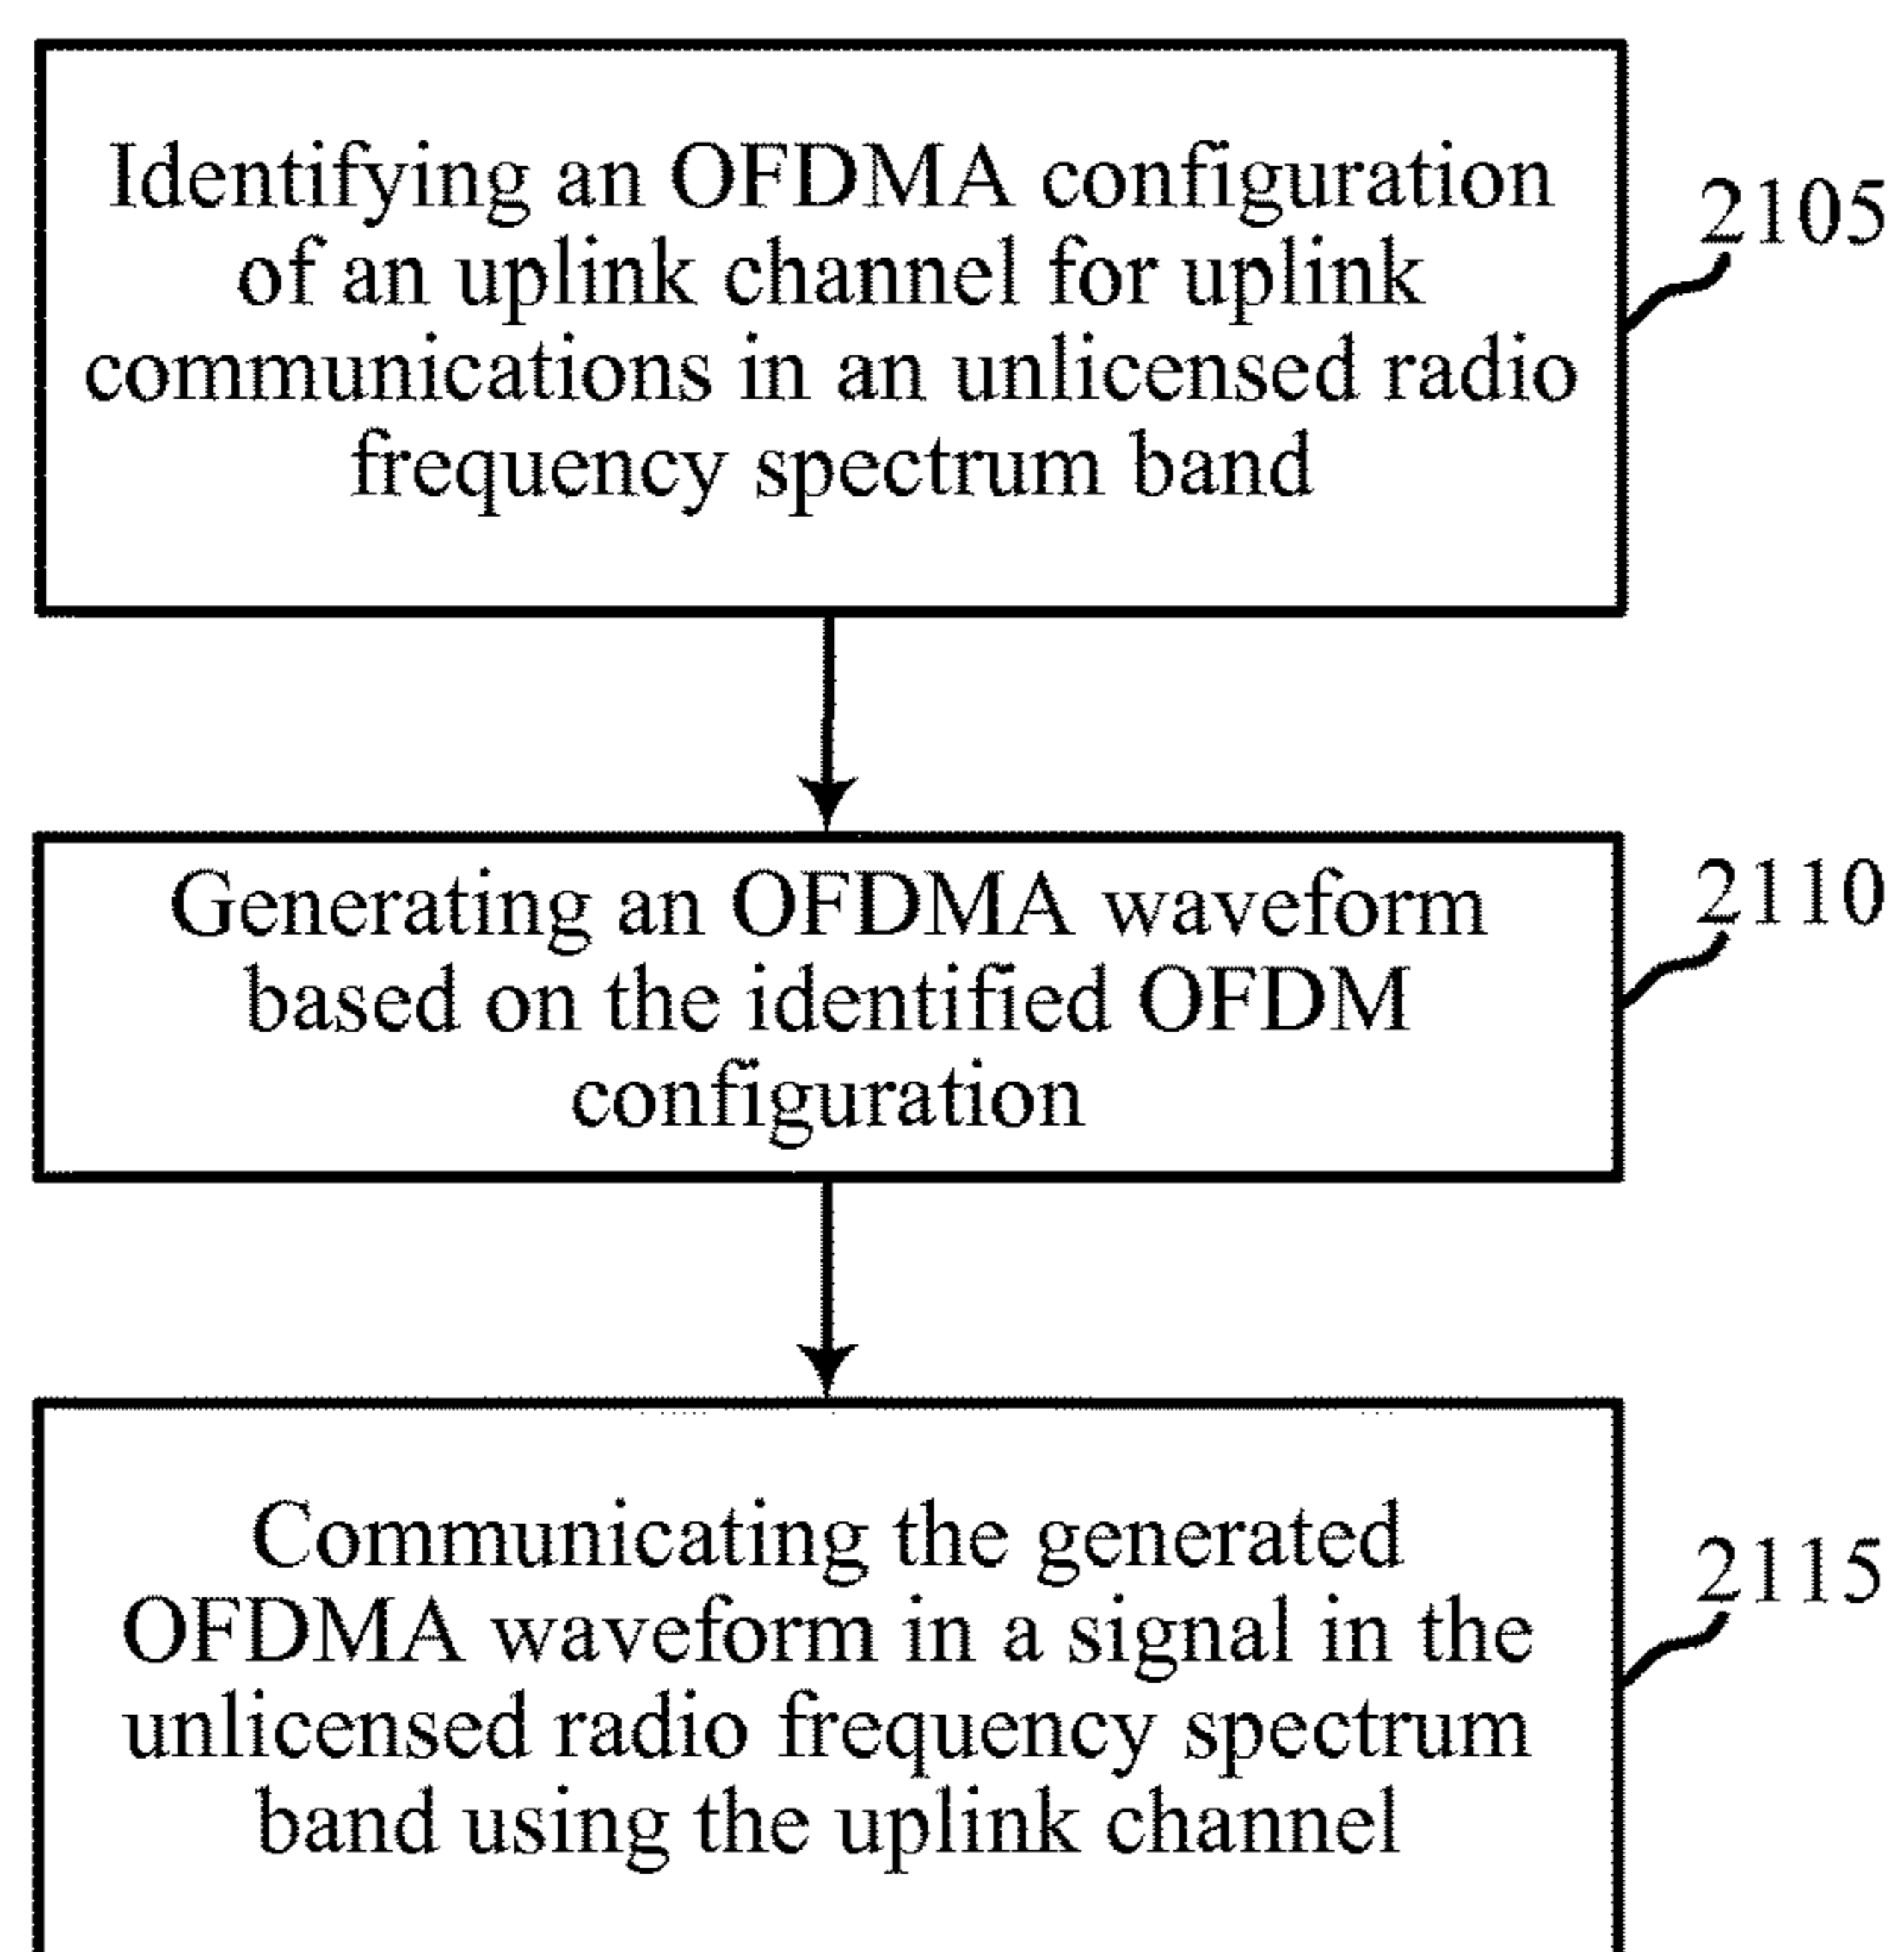 Identifying an OFDMA configuration
of an uplink channel for uplink
communications in an unlicensed radio
frequency spectrum band
2105
Generating an OFDMA waveform
based on the identified OFDM
configuration
2110
Communicating the generated
OFDMA waveform in a signal in the
unlicensed radio frequency spectrum
band using the uplink channel
2115